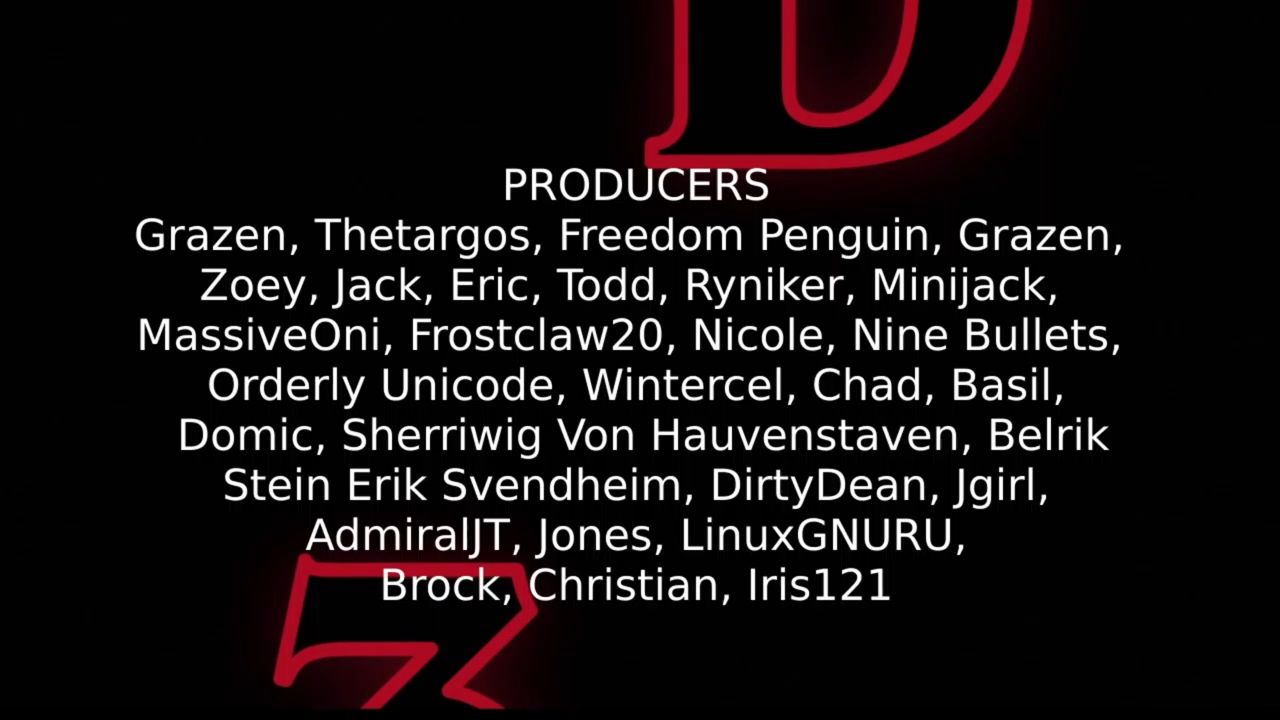 PRODUCERS
Grazen, Thetargos, Freedom Penguin, Grazen,
Zoey, Jack, Eric, Todd, Ryniker, Minijack,
MassiveOni, Frostclaw20, Nicole, Nine Bullets,
Orderly Unicode, Wintercel, Chad, Basil,
Domic, Sherriwig Von Hauvenstaven, Belrik
Stein Erik Svendheim, DirtyDean, Jgirl,
AdmiralJT, Jones, LinuxGNURU,
Brock, Christian, Iris121